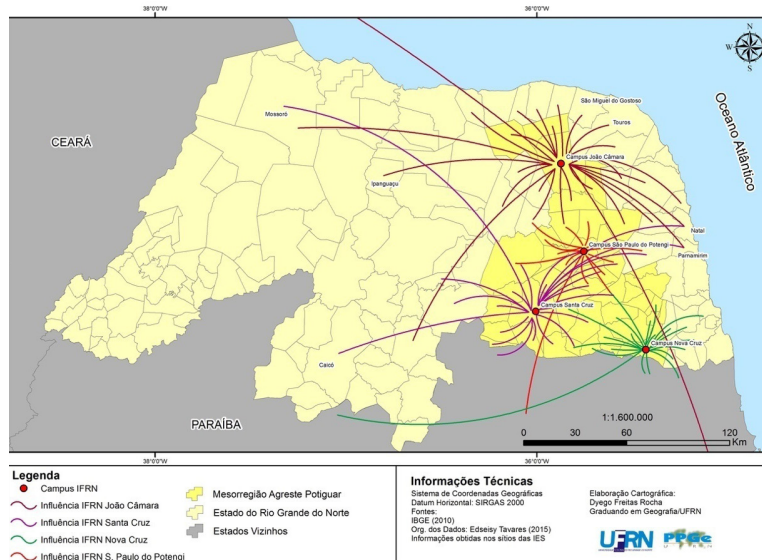 38°0'0"W
36°0'0"W
N
W
E
S
São Miguel do Gostoso
Touros
Mossoró
CEARÁ
Campus João Câmara
Ipanguaçu
Oceano Atlântico
Natal
Campus São Paulo do Potengi
Parnamirim
Campus Santa Cruz
Campus Nova Cruz
Caicó
PARAÍBA
1:1.600.000
0 30 60 120
Km
38°0'0"W
36°0'0"W
Legenda
Campus IFRN
Influência IFRN João Câmara
Influência IFRN Santa Cruz
Influência IFRN Nova Cruz
Influência IFRN S. Paulo do Potengi
Mesorregião Agreste Potiguar
Estado do Rio Grande do Norte
Estados Vizinhos
Informações Técnicas
Sistema de Coordenadas Geográficas
Datum Horizontal: SIRGAS 2000
Fontes:
IBGE (2010)
Org. dos Dados: Edseisy Tavares (2015)
Informações obtidas nos sítios das IES
Elaboração Cartográfica:
Dyego Freitas Rocha
Graduando em Geografia/UFRN
UFRN PPGe